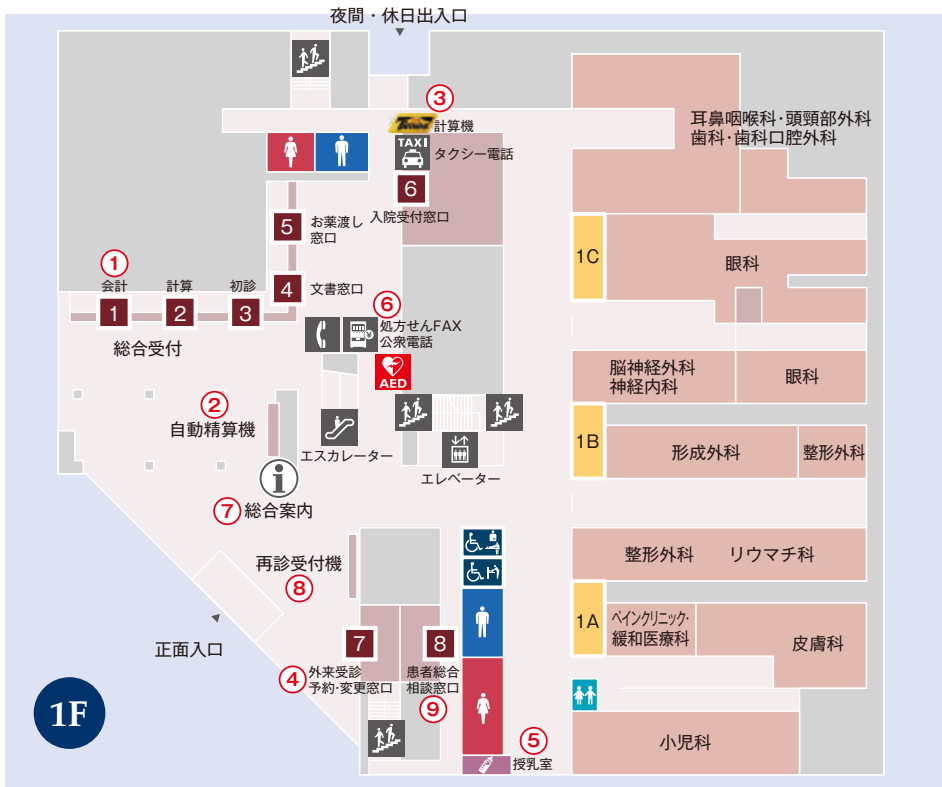 夜間・休日出入口
③
計算機
TAXI
タクシー電話
6
入院受付窓口
5
お薬渡し
窓口
4
文書窓口
①
会計
計算
初診
1
2
3
総合受付
⑥
処方せんFAX
公衆電話
AED
②
自動精算機
エスカレーター
エレベーター
i
⑦
総合案内
再診受付機
⑧
正面入口
7
8
④
外来受診
予約・変更窓口
患者総合
相談窓口
⑨
⑤
授乳室
1F
耳鼻咽喉科・頭頸部外科
歯科・歯科口腔外科
1C
眼科
脳神経外科
神経内科
眼科
1B
形成外科
整形外科
整形外科
リウマチ科
1A
ペインクリニック・
緩和医療科
皮膚科
小児科